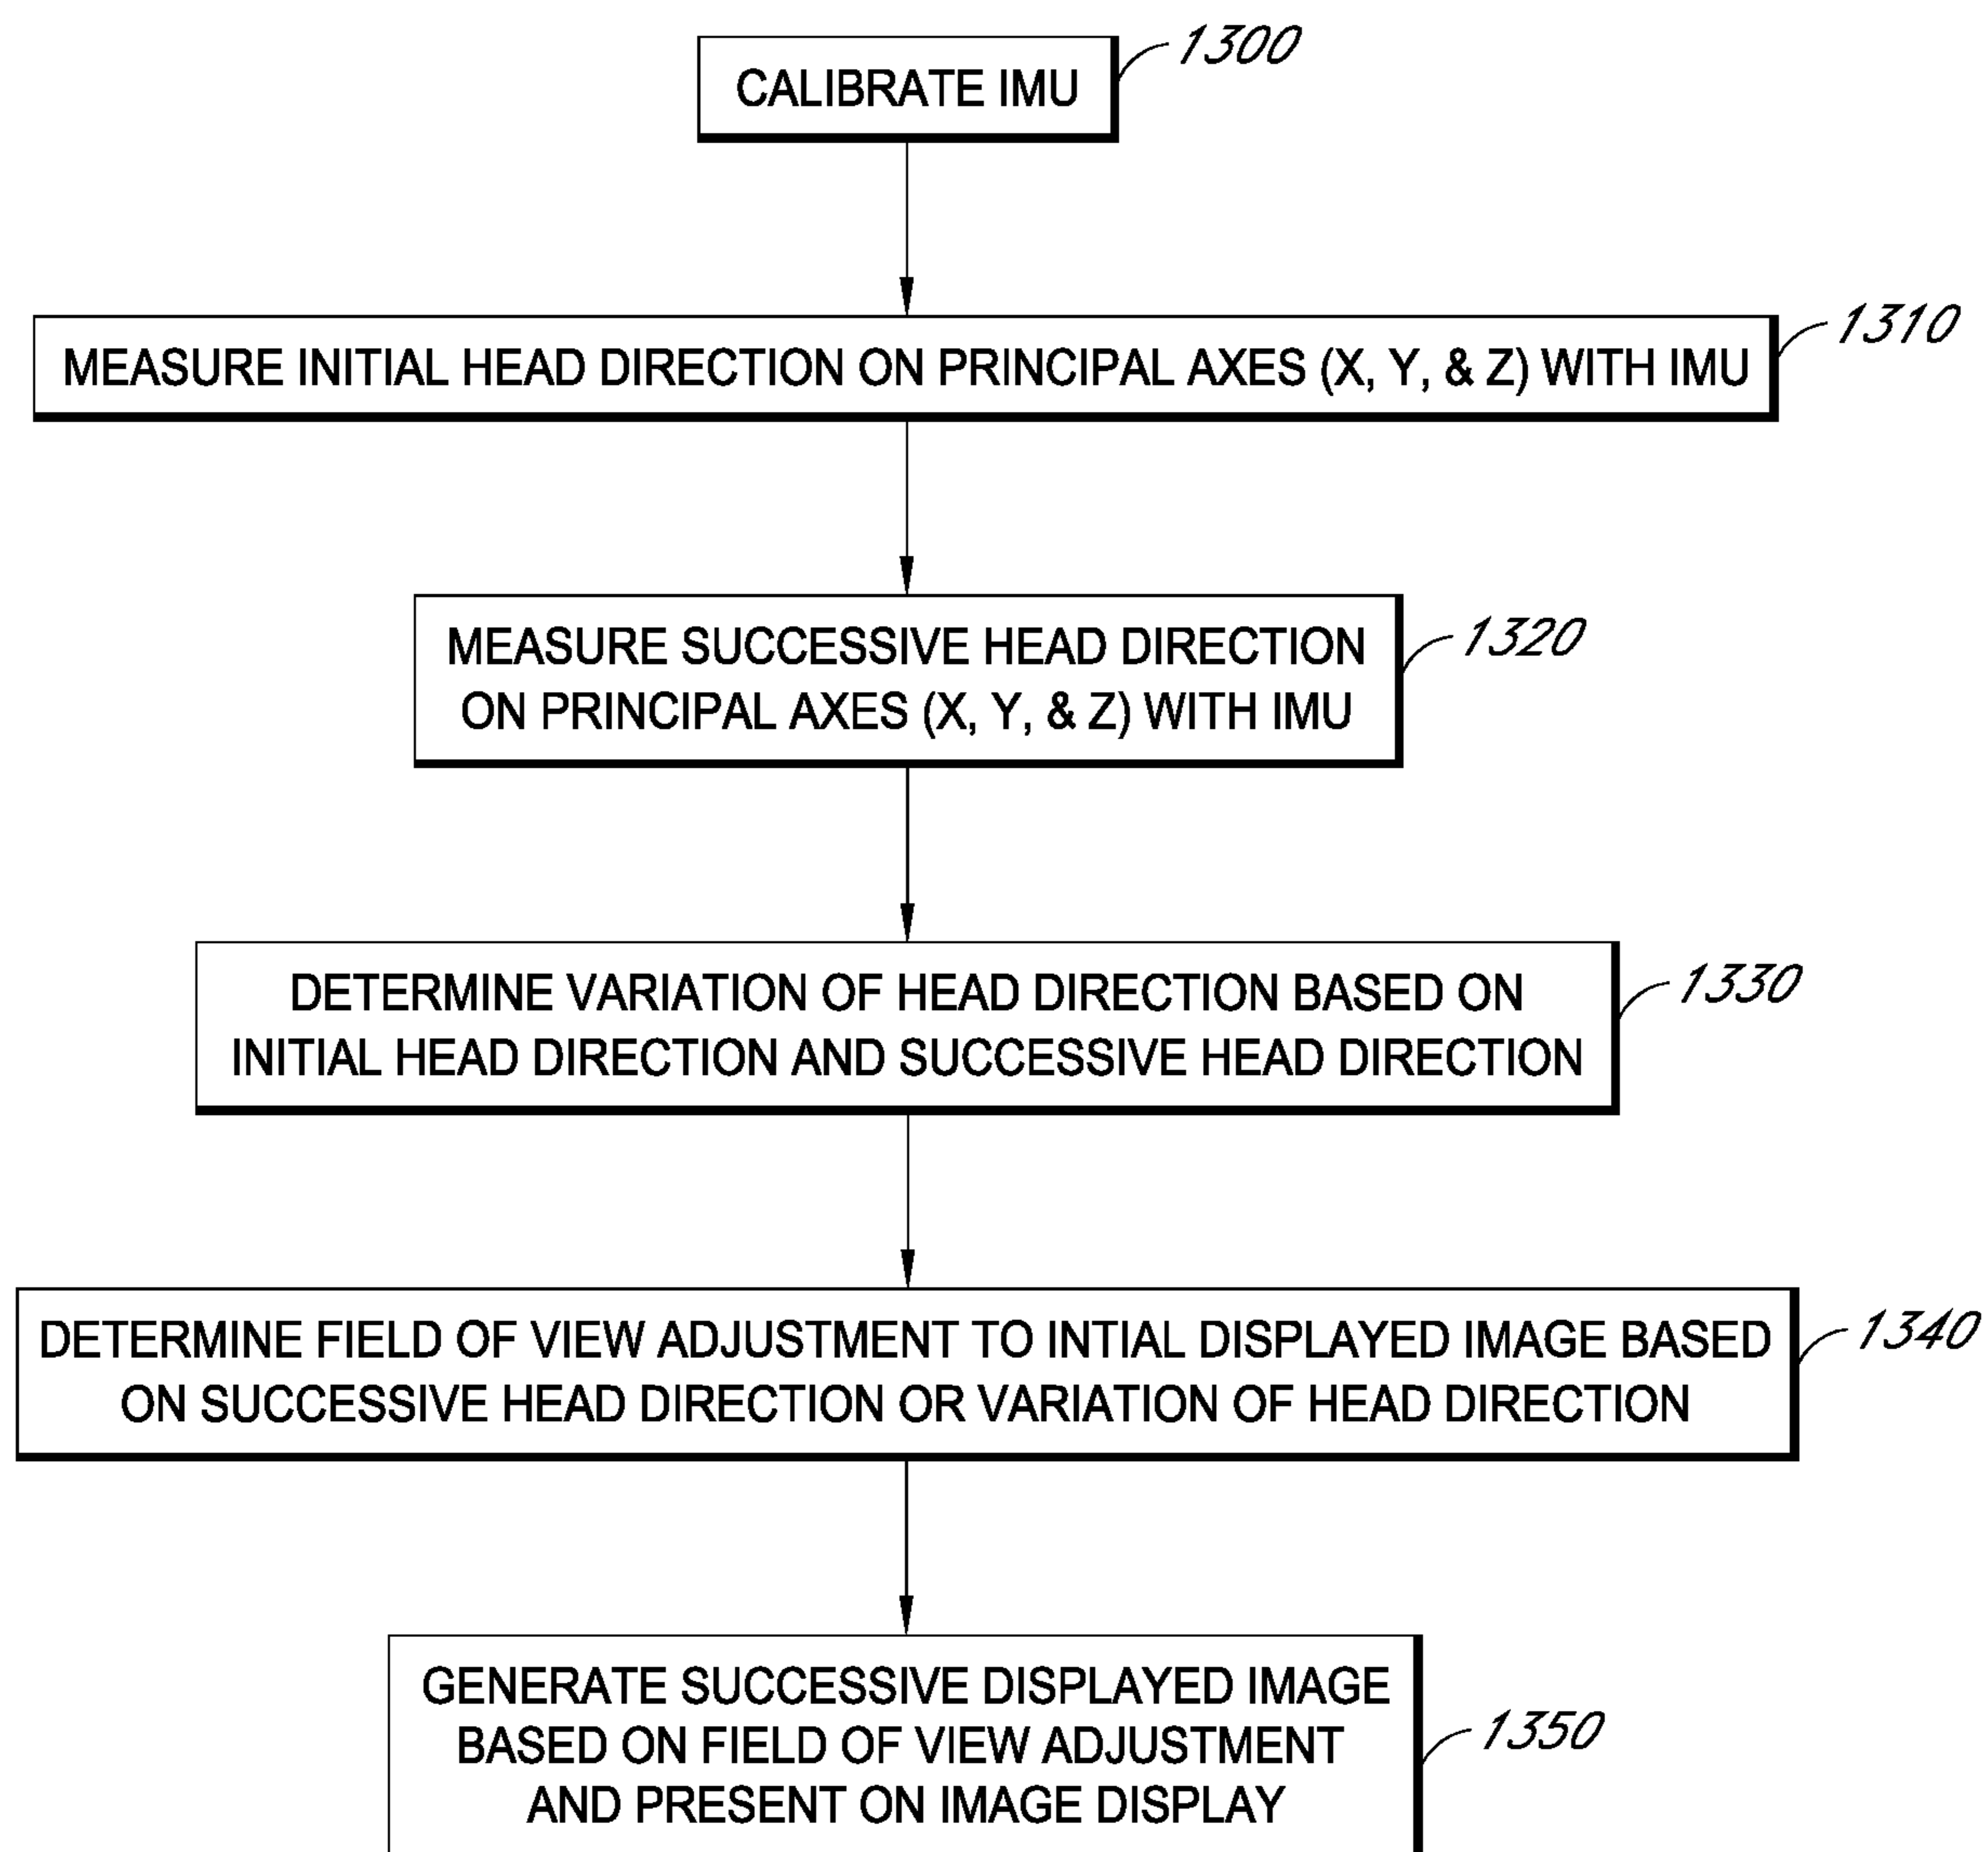 CALIBRATE IMU
1300
MEASURE INITIAL HEAD DIRECTION ON PRINCIPAL AXES (X, Y, & Z) WITH IMU
1310
MEASURE SUCCESSIVE HEAD DIRECTION
ON PRINCIPAL AXES (X, Y, & Z) WITH IMU
1320
DETERMINE VARIATION OF HEAD DIRECTION BASED ON
INITIAL HEAD DIRECTION AND SUCCESSIVE HEAD DIRECTION
1330
DETERMINE FIELD OF VIEW ADJUSTMENT TO INTIAL DISPLAYED IMAGE BASED
ON SUCCESSIVE HEAD DIRECTION OR VARIATION OF HEAD DIRECTION
1340
GENERATE SUCCESSIVE DISPLAYED IMAGE
BASED ON FIELD OF VIEW ADJUSTMENT
AND PRESENT ON IMAGE DISPLAY
1350